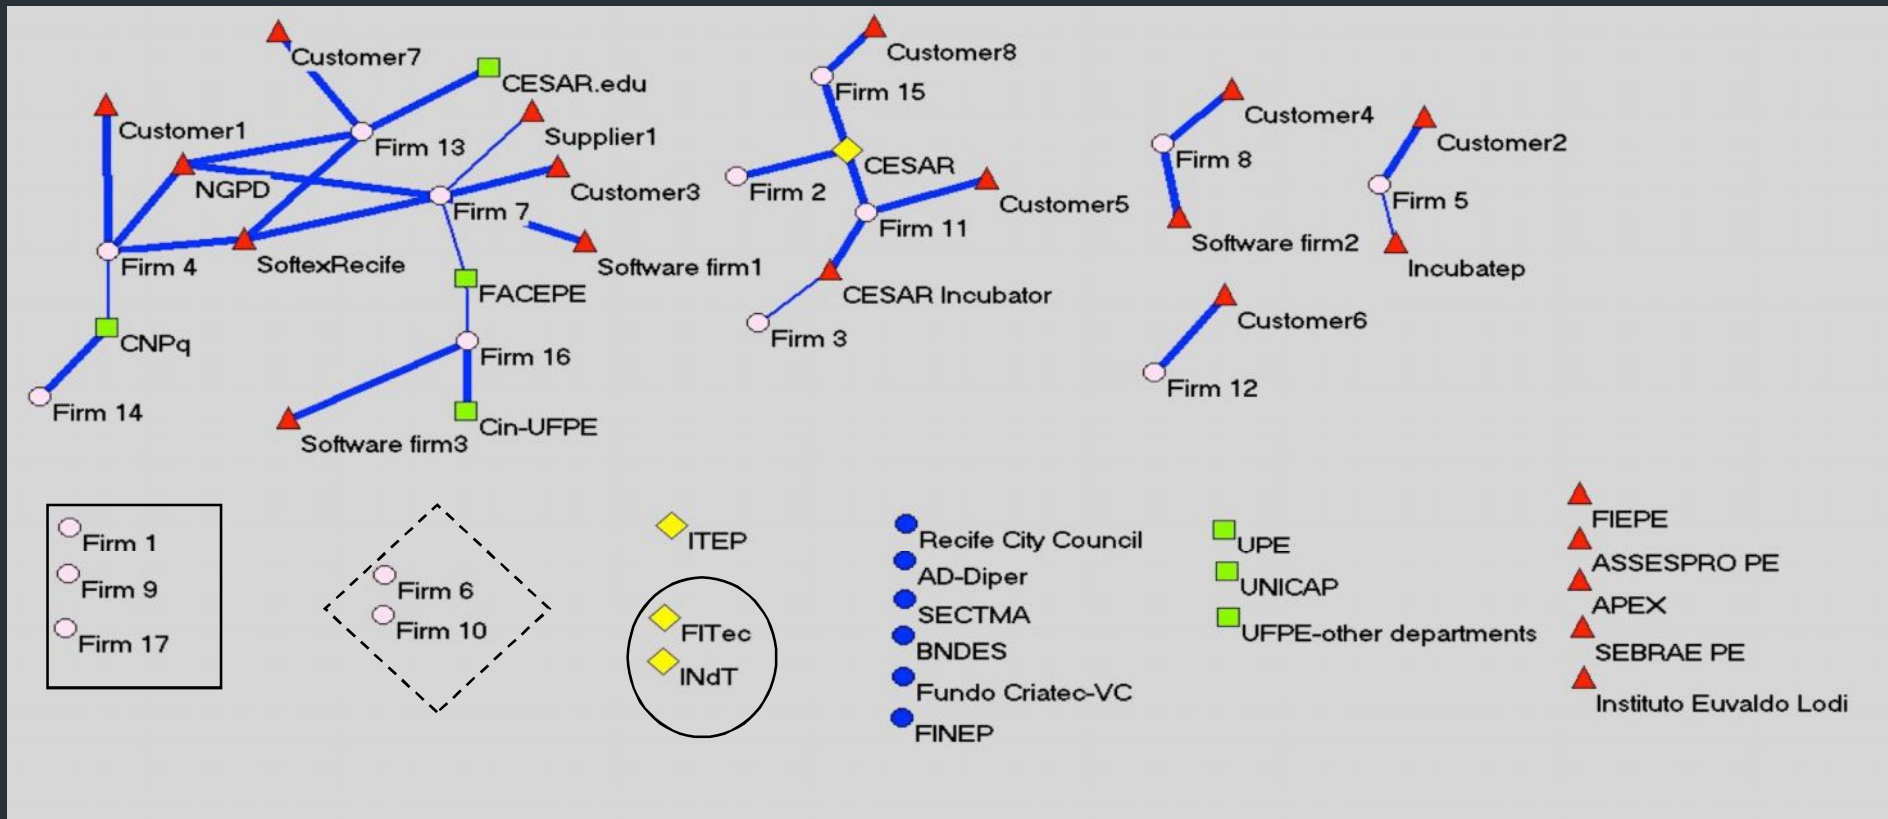 Customer7
CESAR.edu
Customer1
Supplier1
Firm 13
NGPD
Customer3
Firm 7
Firm 4
SoftexRecife
Software firm1
FACEPE
CNPq
Firm 16
Firm 14
Cin-UFPE
Software firm3
Customer8
Firm 15
CESAR
Firm 2
Customer5
Firm 11
CESAR Incubator
Firm 3
Customer4
Firm 8
Software firm2
Customer2
Firm 5
Incubatep
Customer6
Firm 12
Firm 1
Firm 9
Firm 17
Firm 6
Firm 10
ITEP
FITec
INdT
Recife City Council
AD-Diper
SECTMA
BNDES
Fundo Criatec-VC
FINEP
UPE
UNICAP
UFPE-other departments
FIEPE
ASSESPRO PE
APEX
SEBRAE PE
Instituto Euvaldo Lodi